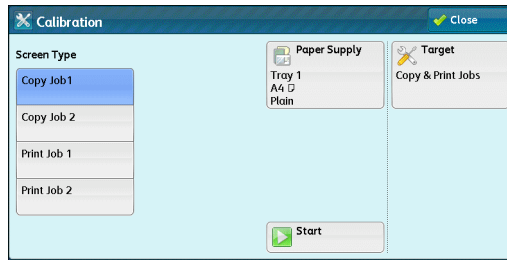 Calibration
Close
Screen Type
Copy Job1
Copy Job 2
Print Job 1
Print Job 2
Paper Supply
Tray 1
A4
Plain
Start
Target
Copy & Print Jobs